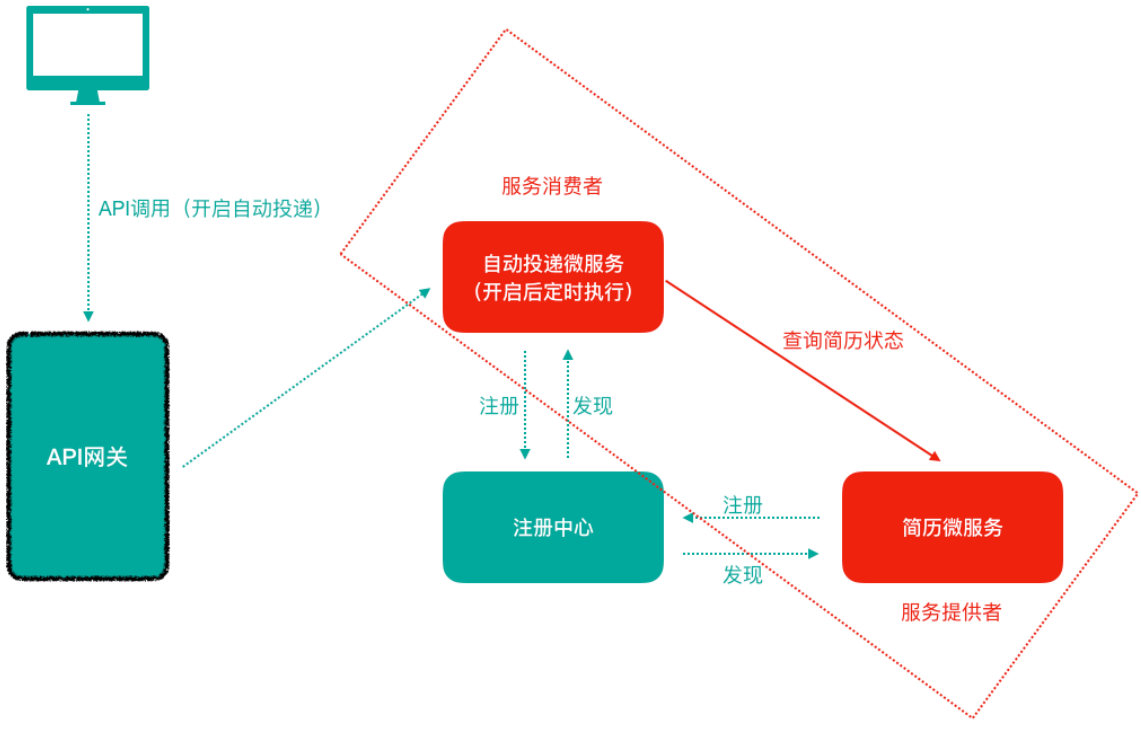 API调用（开启自动投递）
服务消费者
自动投递微服务
（开启后定时执行）
查询简历状态
注册
发现
API网关
注册中心
注册
发现
简历微服务
服务提供者